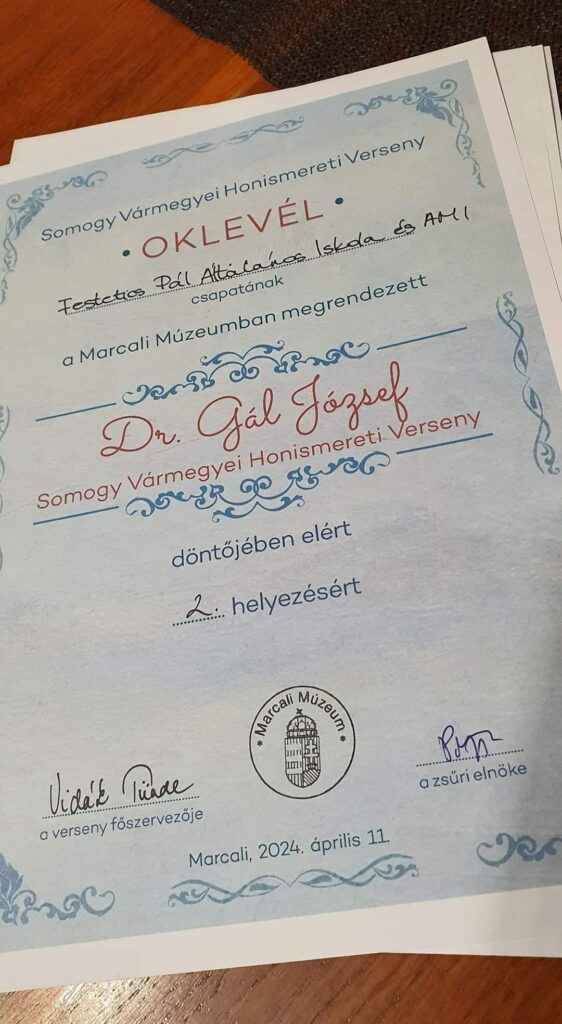 Somogy Vármegyei Honismereti Verseny
• OKLEVÉL •
Festetics Pál Általános Iskola és AMI
csapatának
a Marcali Múzeumban megrendezett
Dr. Gál József
Somogy Vármegyei Honismereti Verseny
döntőjében elért
2. helyezésért
* Marcali Múzeum *
Vidák Tünde
a verseny főszervezője
a zsűri elnöke
Marcali, 2024. április 11.